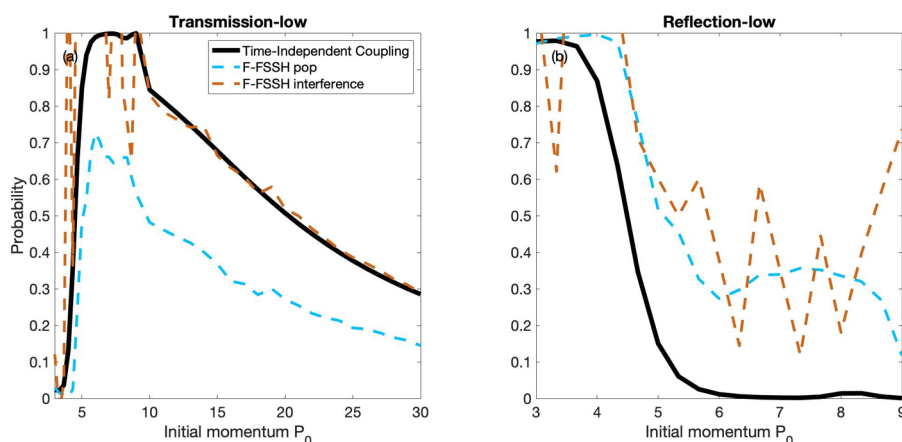 Transmission-low
(a)
Time-Independent Coupling
F-FSSH pop
F-FSSH interference
Probability
1
0.9
0.8
0.7
0.6
0.5
0.4
0.3
0.2
0.1
0
5 10 15 20 25 30
Initial momentum P0
Reflection-low
(b)
1
0.9
0.8
0.7
0.6
0.5
0.4
0.3
0.2
0.1
0
3 4 5 6 7 8 9
Initial momentum P0